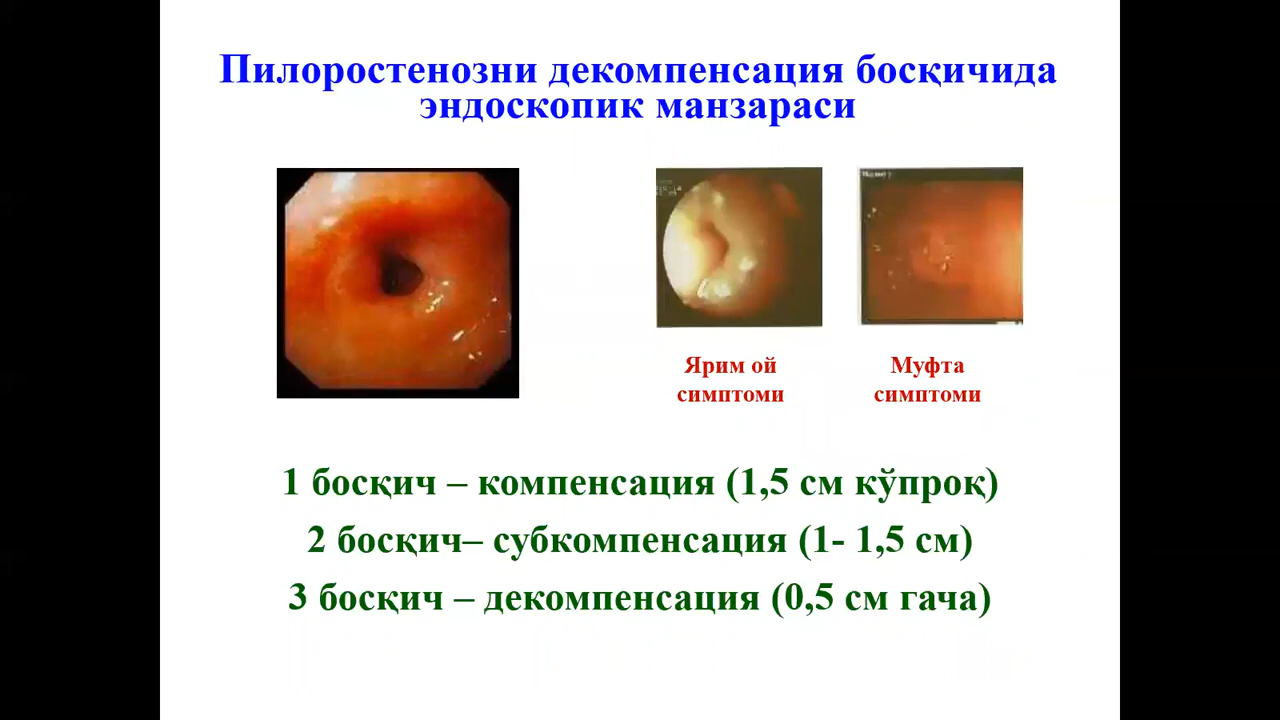 Пилоростенозни декомпенсация босқичида
эндоскопик манзараси
Ярим ой
симптоми
Муфта
симптоми
1 босқич – компенсация (1,5 см кўпроқ)
2 босқич– субкомпенсация (1- 1,5 см)
3 босқич – декомпенсация (0,5 см гача)